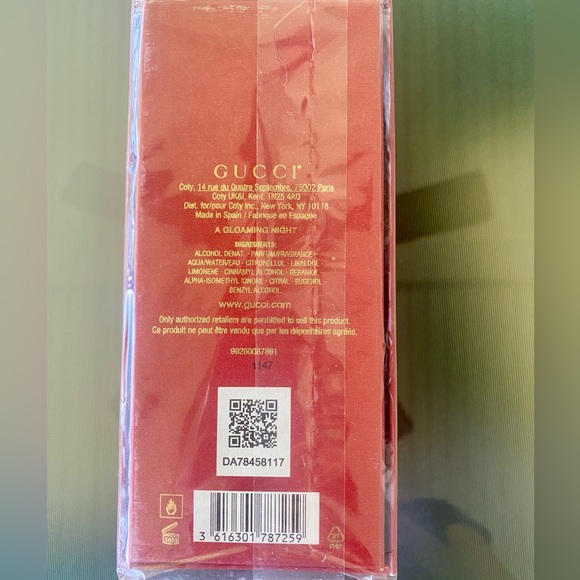 GUCCI
Coty, 14 rue du Quatre Septembre, 75002 Paris
Coty UK&I, Kent, TN25 4AQ
Dist. for/pour Coty Inc., New York, NY 10118
Made in Spain / Fabriqué en Espagne
A GLOAMING NIGHT
INGREDIENTS:
ALCOHOL DENAT. · PARFUM/FRAGRANCE ·
AQUA/WATER/EAU · CITRONELLOL · LINALOOL
LIMONENE · CINNAMYL ALCOHOL · GERANIOL ·
ALPHA-ISOMETHYL IONONE · CITRAL · EUGENOL
BENZYL ALCOHOL
www.gucci.com
Only authorized retailers are permitted to sell this product.
Ce produit ne peut être vendu que par les dépositaires agréés.
99260087861
1147
DA78458117
3 616301 787259
21
PAP